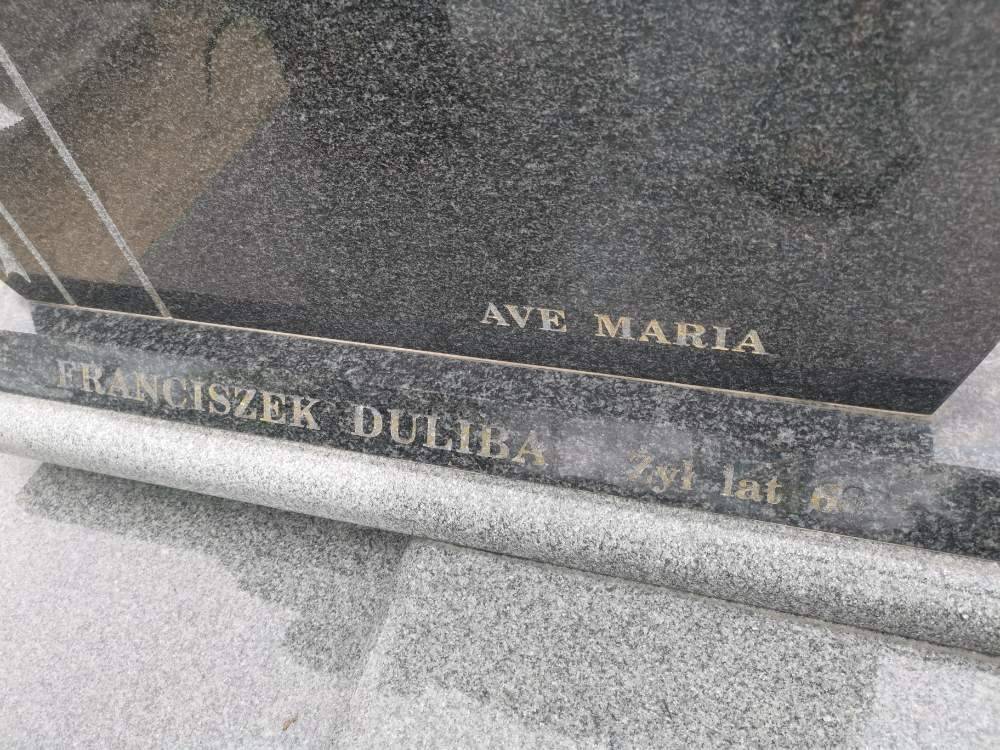 AVE MARIA
FRANCISZEK DULIBA Żył lat